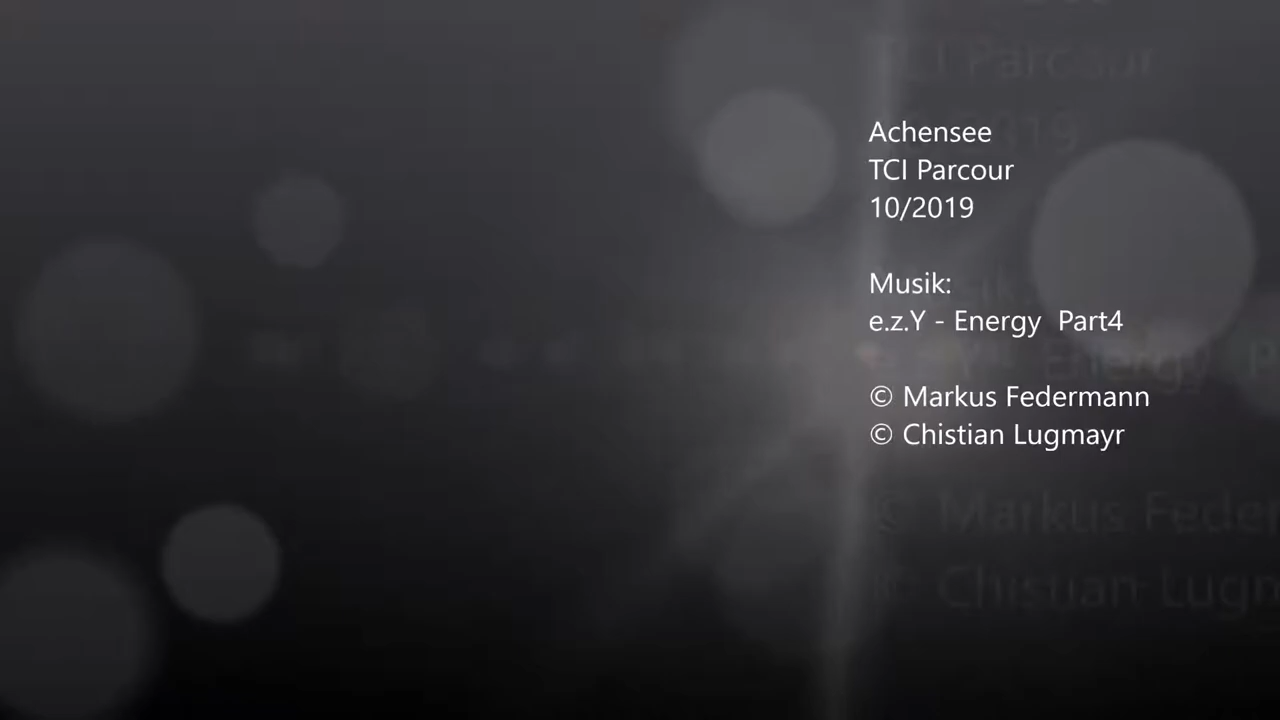 Achensee
TCI Parcour
10/2019
Musik:
e.z.Y - Energy  Part4
© Markus Federmann
© Chistian Lugmayr